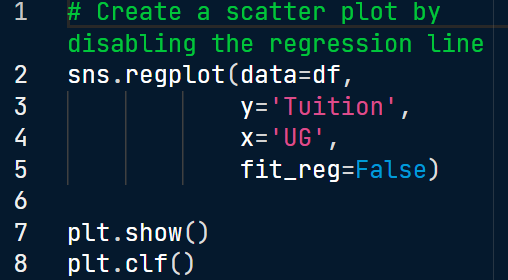 1 # Create a scatter plot by
disabling the regression line
2 sns.regplot(data=df,
3             y='Tuition',
4             x='UG',
5             fit_reg=False)
6
7 plt.show()
8 plt.clf()